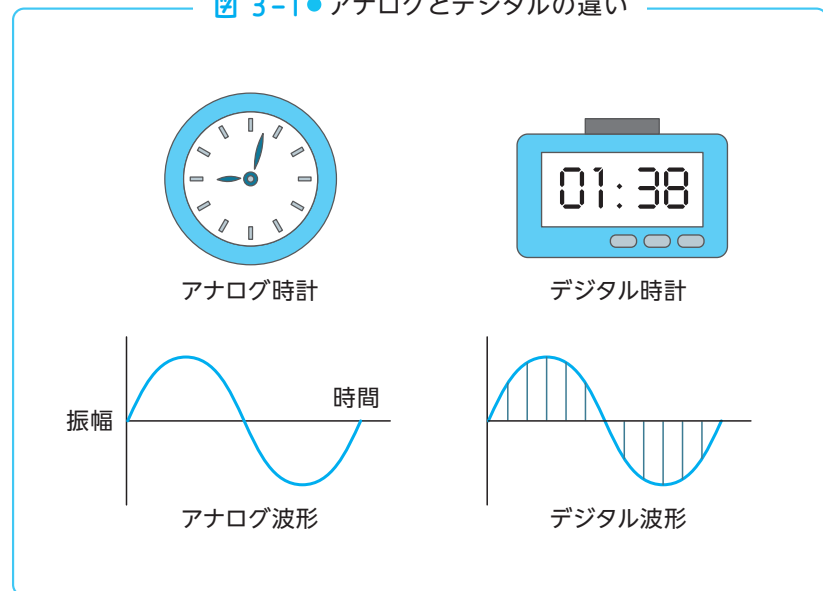 図 3-1● アナログとデジタルの違い
01:38
アナログ時計
デジタル時計
振幅
時間
アナログ波形
デジタル波形